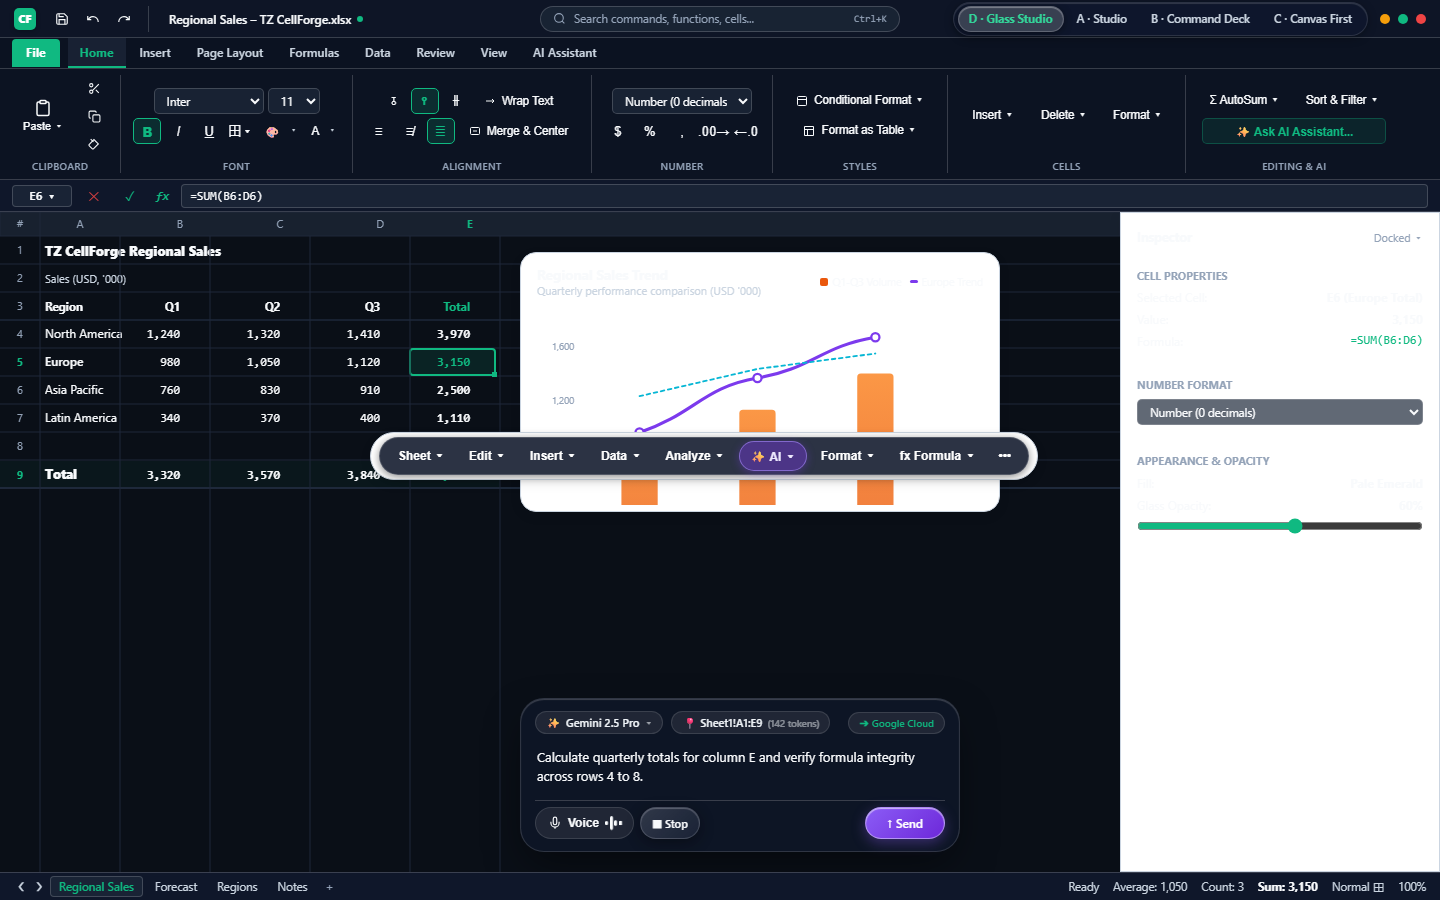 CF
Regional Sales – TZ CellForge.xlsx
Search commands, functions, cells...
Ctrl+K
D · Glass Studio
A · Studio
B · Command Deck
C · Canvas First
File
Home
Insert
Page Layout
Formulas
Data
Review
View
AI Assistant
Paste
CLIPBOARD
Inter
11
B I U
A
FONT
Wrap Text
Merge & Center
ALIGNMENT
Number (0 decimals
$ % , .00→ ←.0
NUMBER
Conditional Format
Format as Table
STYLES
Insert
Delete
Format
CELLS
Σ AutoSum
Sort & Filter
✨ Ask AI Assistant...
EDITING & AI
E6
fx
=SUM(B6:D6)
# A B C D E
1 TZ CellForge Regional Sales
2 Sales (USD, '000)
3 Region Q1 Q2 Q3 Total
4 North America 1,240 1,320 1,410 3,970
5 Europe 980 1,050 1,120 3,150
6 Asia Pacific 760 830 910 2,500
7 Latin America 340 370 400 1,110
8
9 Total 3,320 3,570 3,840
Regional Sales Trend
Quarterly performance comparison (USD '000)
1,600
1,200
Sheet
Edit
Insert
Data
Analyze
✨ AI
Format
fx Formula
•••
Docked
CELL PROPERTIES
=SUM(B6:D6)
NUMBER FORMAT
Number (0 decimals)
APPEARANCE & OPACITY
✨ Gemini 2.5 Pro
📍 Sheet1!A1:E9 (142 tokens)
➔ Google Cloud
Calculate quarterly totals for column E and verify formula integrity
across rows 4 to 8.
Voice
Stop
↑ Send
Regional Sales
Forecast
Regions
Notes
+
Ready
Average: 1,050
Count: 3
Sum: 3,150
Normal
100%